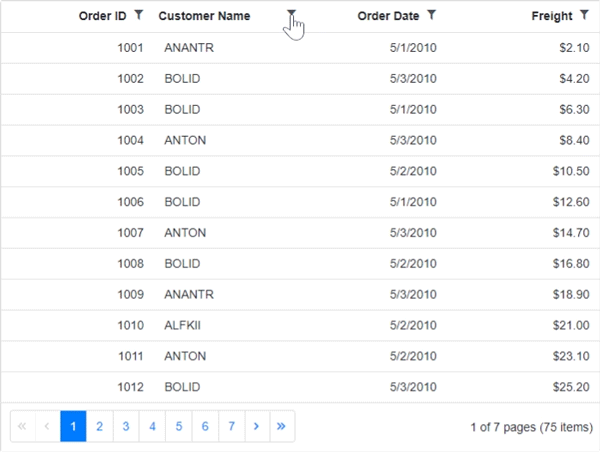 Order ID Customer Name Order Date Freight
1001 ANANTR 5/1/2010 $2.10
1002 BOLID 5/3/2010 $4.20
1003 BOLID 5/1/2010 $6.30
1004 ANTON 5/3/2010 $8.40
1005 BOLID 5/2/2010 $10.50
1006 BOLID 5/1/2010 $12.60
1007 ANTON 5/3/2010 $14.70
1008 BOLID 5/2/2010 $16.80
1009 ANANTR 5/3/2010 $18.90
1010 ALFKII 5/2/2010 $21.00
1011 ANTON 5/2/2010 $23.10
1012 BOLID 5/3/2010 $25.20
« ‹ 1 2 3 4 5 6 7 › » 1 of 7 pages (75 items)